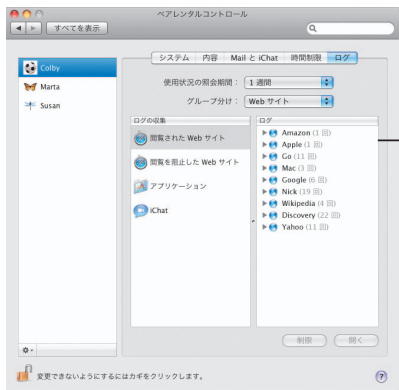 ペアレンタルコントロール
すべてを表示
システム 内容 Mail と iChat 時間制限 ログ
Colby
Marta
Susan
使用状況の照会期間： 1 週間
グループ分け： Web サイト
ログの収集
閲覧された Web サイト
閲覧を阻止した Web サイト
アプリケーション
iChat
ログ
Amazon (1 回)
Apple (1 回)
Go (11 回)
Mac (3 回)
Google (6 回)
Nick (19 回)
Wikipedia (4 回)
Discovery (22 回)
Yahoo (11 回)
制限 開く
変更できないようにするにはカギをクリックします。
?